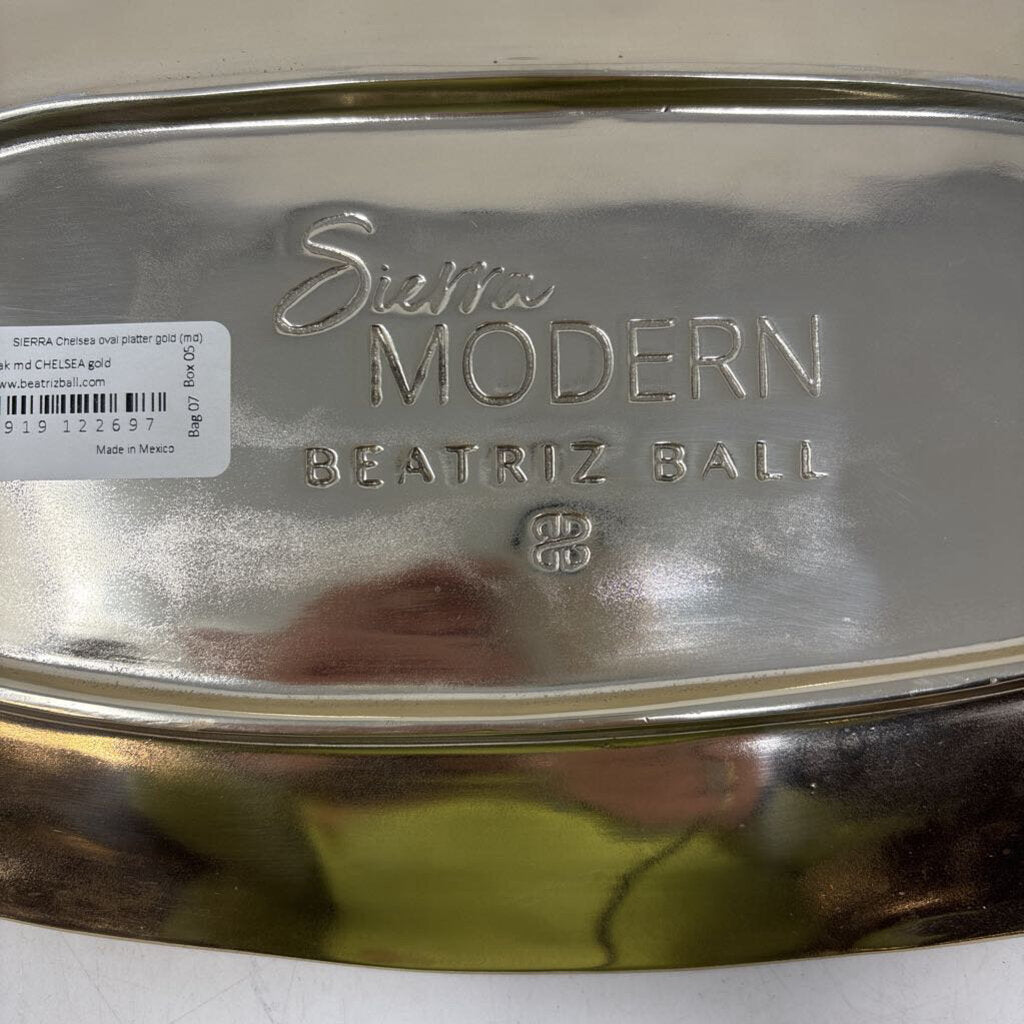 SIERRA Chelsea oval platter gold (md)
md CHELSEA gold
www.beatrizball.com
919 122697
Made in Mexico
Bag 07 Box 05
Sierra
MODERN
BEATRIZ BALL